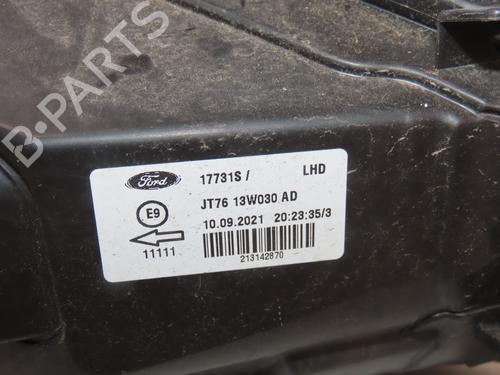 B-PARTS
Ford 17731S / LHD
JT76 13W030 AD
E9 10.09.2021 20:23:35/3
11111
213142870